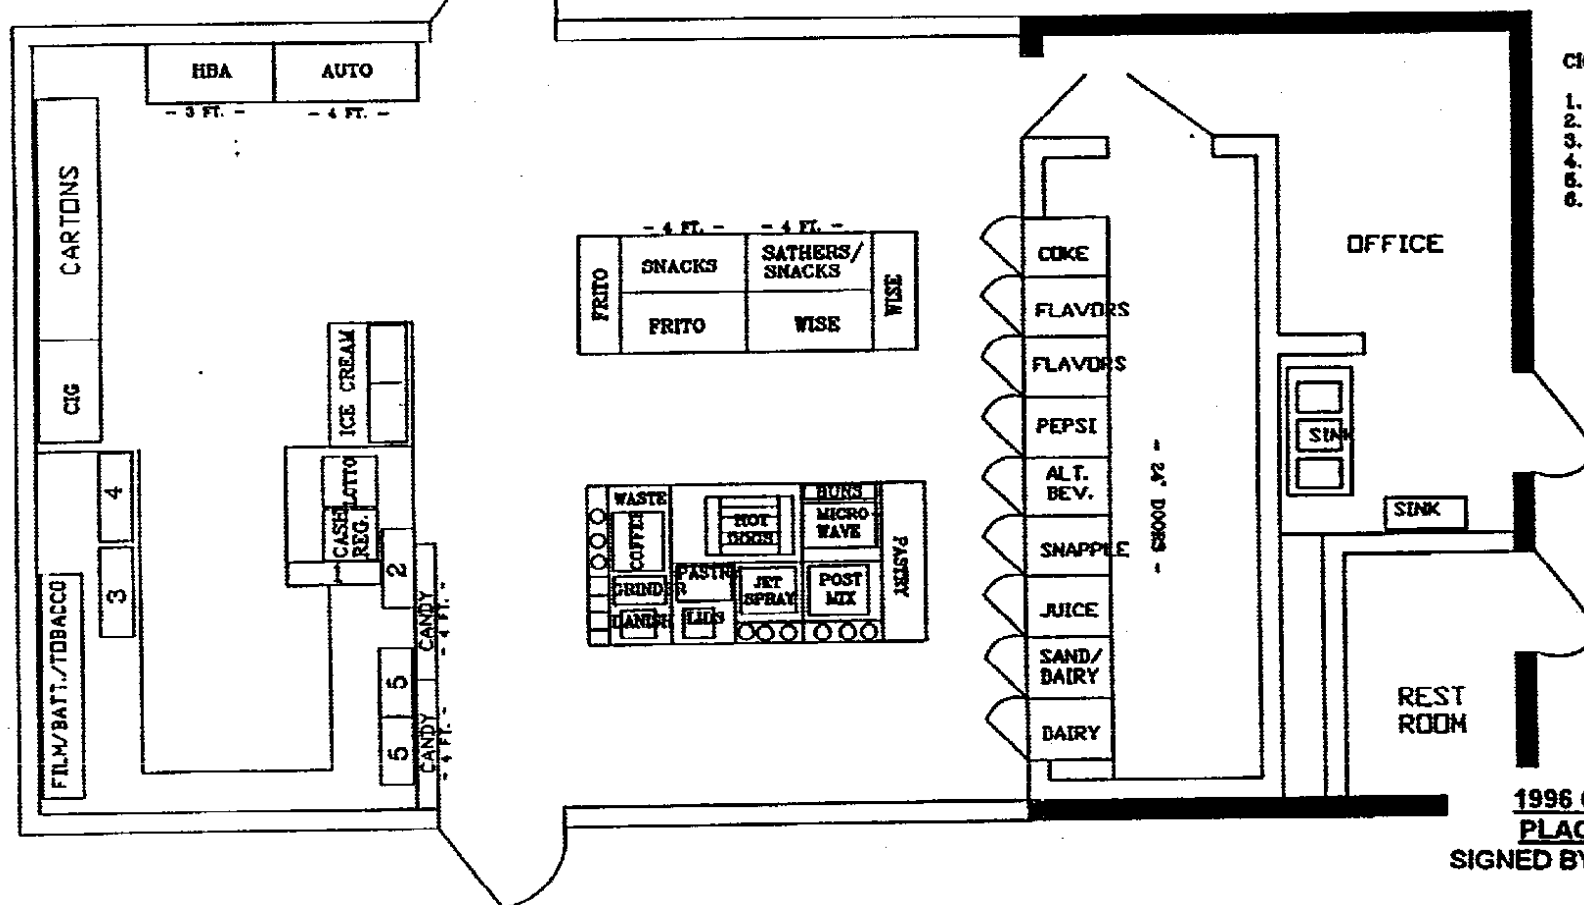 HBA
AUTO
- 3 FT. -
- 4 FT. -
CARTONS
CIG
ICE CREAM
LOTTO
CASH
REG.
4
3
1
2
5
5
CANDY
- 4 FT. -
CANDY
- 4 FT. -
FILM/BATT./TOBACCO
- 4 FT. -
- 4 FT. -
FRITO
SNACKS
SATHERS/
SNACKS
WISE
FRITO
WISE
WASTE
COFFEE
GRINDER
DANISH
PASTRY
LIDS
HOT
DOGS
JET
SPRAY
BUNS
MICRO-
WAVE
POST
MIX
PASTRY
COKE
FLAVORS
FLAVORS
PEPSI
ALT.
BEV.
SNAPPLE
JUICE
SAND/
DAIRY
DAIRY
- 24" DOORS -
OFFICE
SINK
SINK
REST
ROOM
1.
2.
3.
4.
5.
6.
1996
SIGNED BY